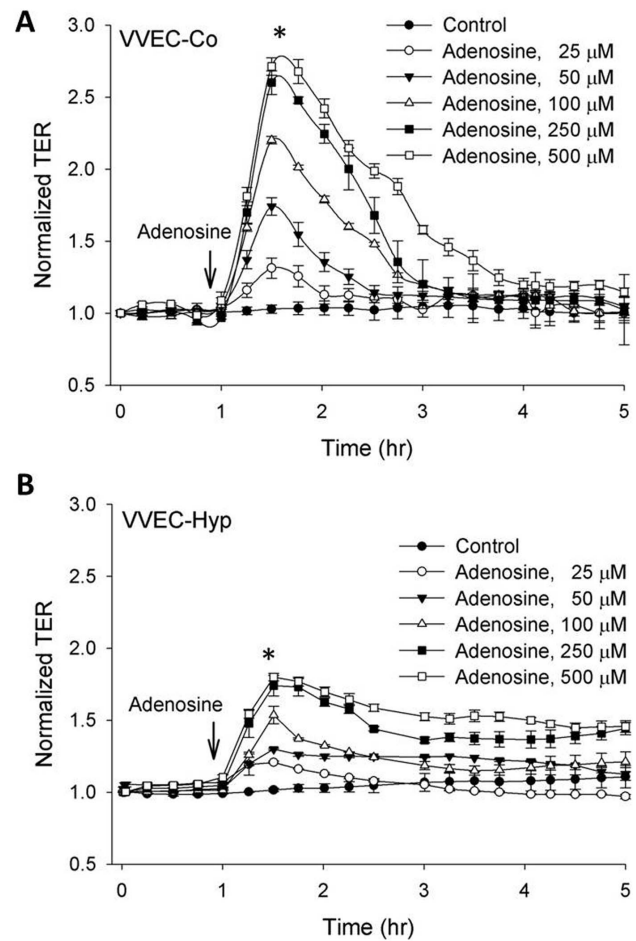 A
VVEC-Co
*
Control
Adenosine, 25 μM
Adenosine, 50 μM
Adenosine, 100 μM
Adenosine, 250 μM
Adenosine, 500 μM
Adenosine
Normalized TER
3.0
2.5
2.0
1.5
1.0
0.5
0 1 2 3 4 5
Time (hr)
B
VVEC-Hyp
*
Control
Adenosine, 25 μM
Adenosine, 50 μM
Adenosine, 100 μM
Adenosine, 250 μM
Adenosine, 500 μM
Adenosine
Normalized TER
3.0
2.5
2.0
1.5
1.0
0.5
0 1 2 3 4 5
Time (hr)